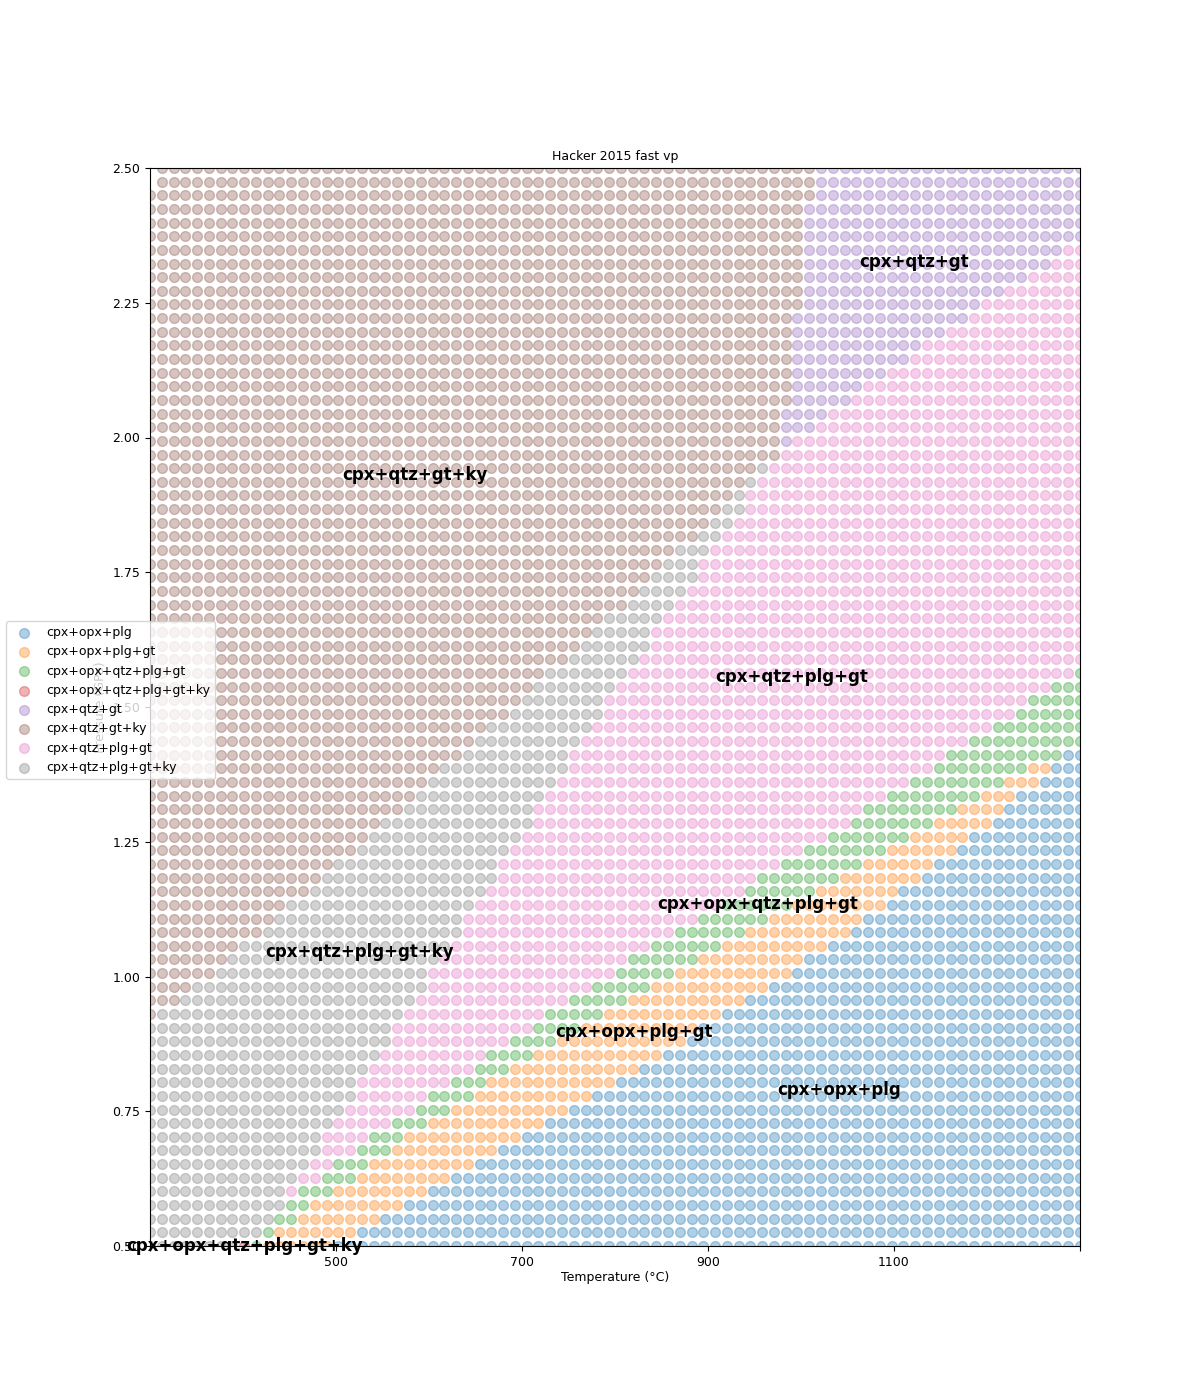 Hacker 2015 fast vp
2.50
cpx+qtz+gt
2.25
2.00
cpx+qtz+gt+ky
1.75
cpx+opx+plg
cpx+opx+plg+gt
cpx+opx+qtz+plg+gt
cpx+opx+qtz+plg+gt+ky
cpx+qtz+gt
cpx+qtz+gt+ky
cpx+qtz+plg+gt
cpx+qtz+plg+gt+ky
cpx+qtz+plg+gt
1.25
cpx+opx+qtz+plg+gt
cpx+qtz+plg+gt+ky
1.00
cpx+opx+plg+gt
cpx+opx+plg
0.75
cpx+opx+qtz+plg+gt+ky
500
700
900
1100
Temperature (°C)